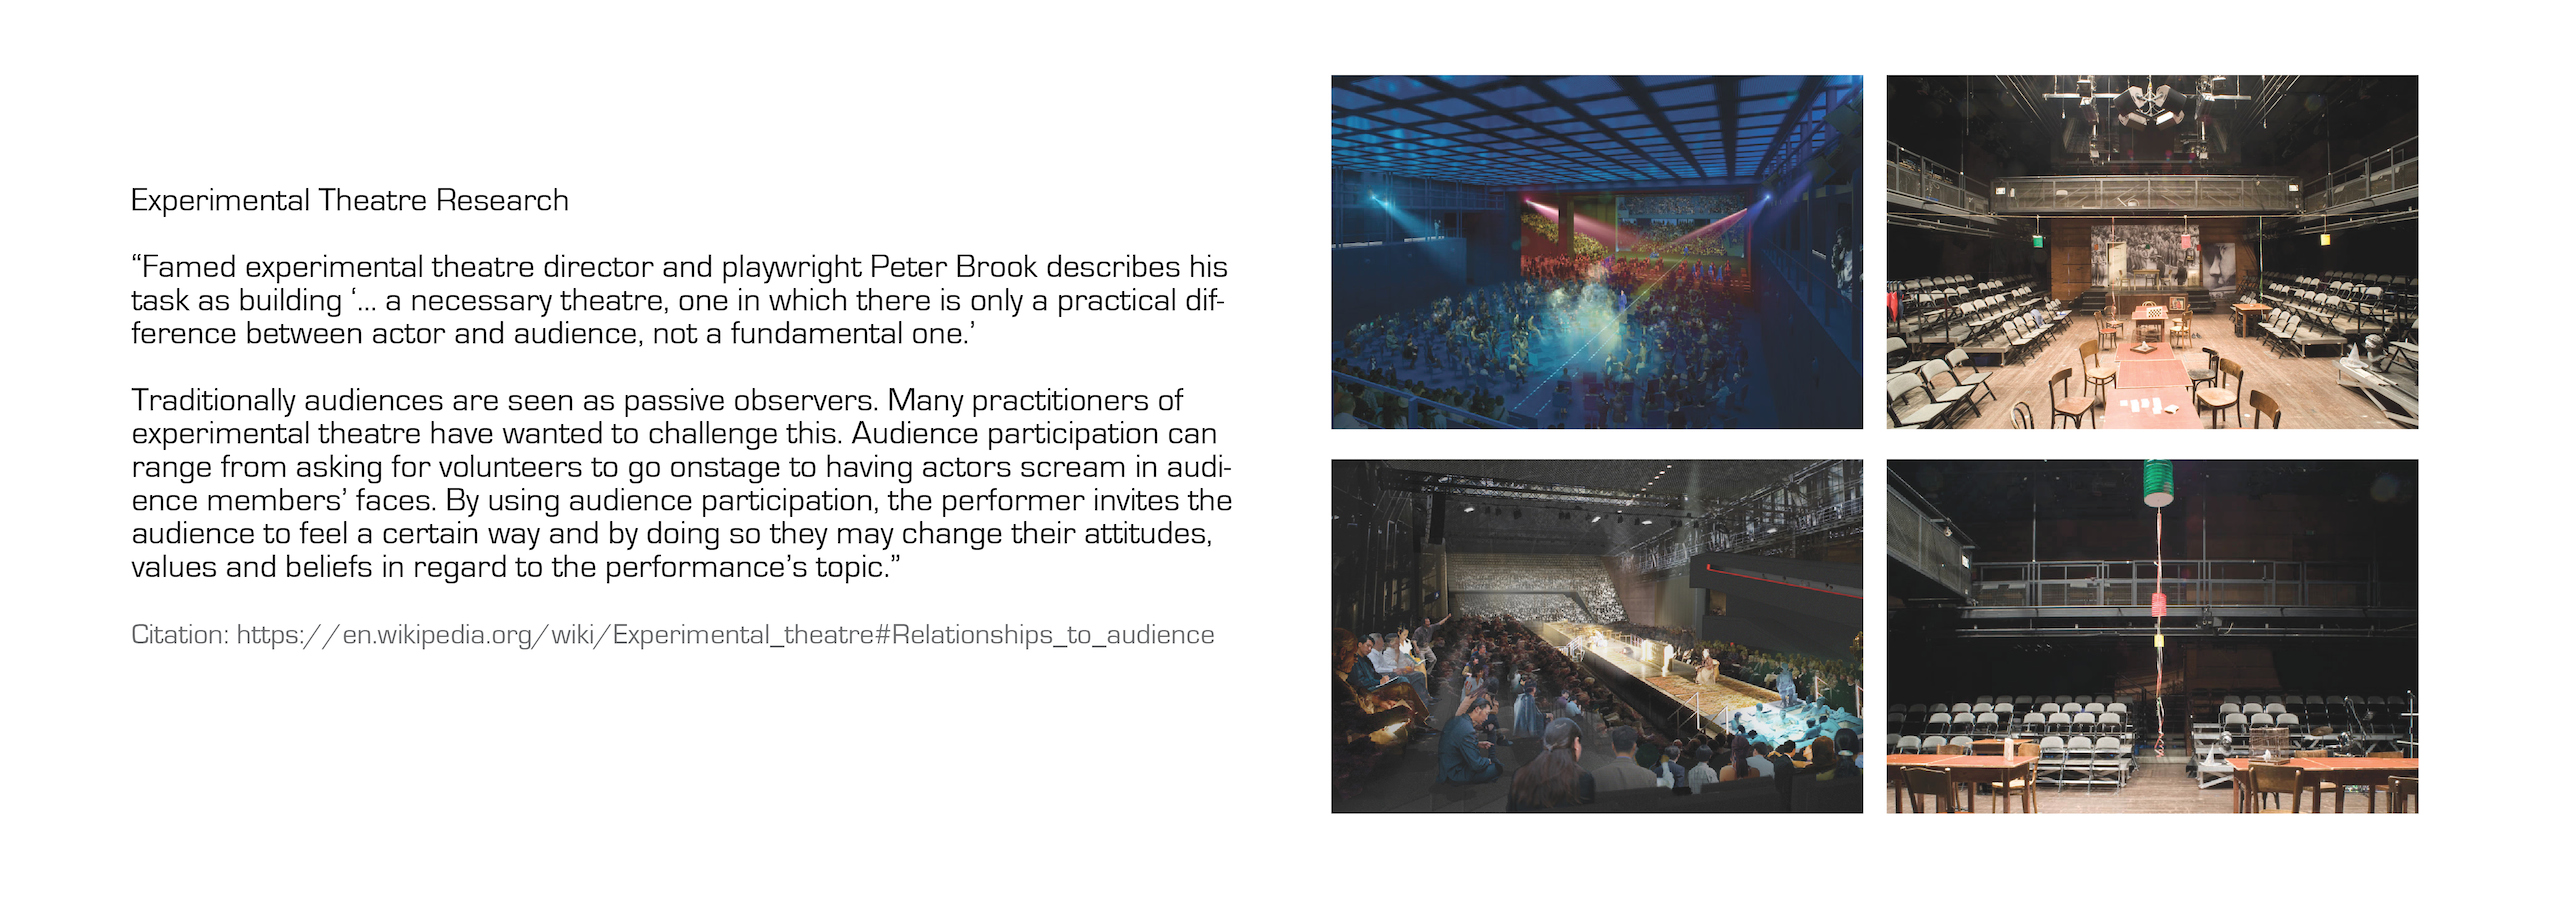 Experimental Theatre Research
“Famed experimental theatre director and playwright Peter Brook describes his
task as building ‘... a necessary theatre, one in which there is only a practical dif-
ference between actor and audience, not a fundamental one.’
Traditionally audiences are seen as passive observers. Many practitioners of
experimental theatre have wanted to challenge this. Audience participation can
range from asking for volunteers to go onstage to having actors scream in audi-
ence members’ faces. By using audience participation, the performer invites the
audience to feel a certain way and by doing so they may change their attitudes,
values and beliefs in regard to the performance’s topic.”
Citation: https://en.wikipedia.org/wiki/Experimental_theatre#Relationships_to_audience